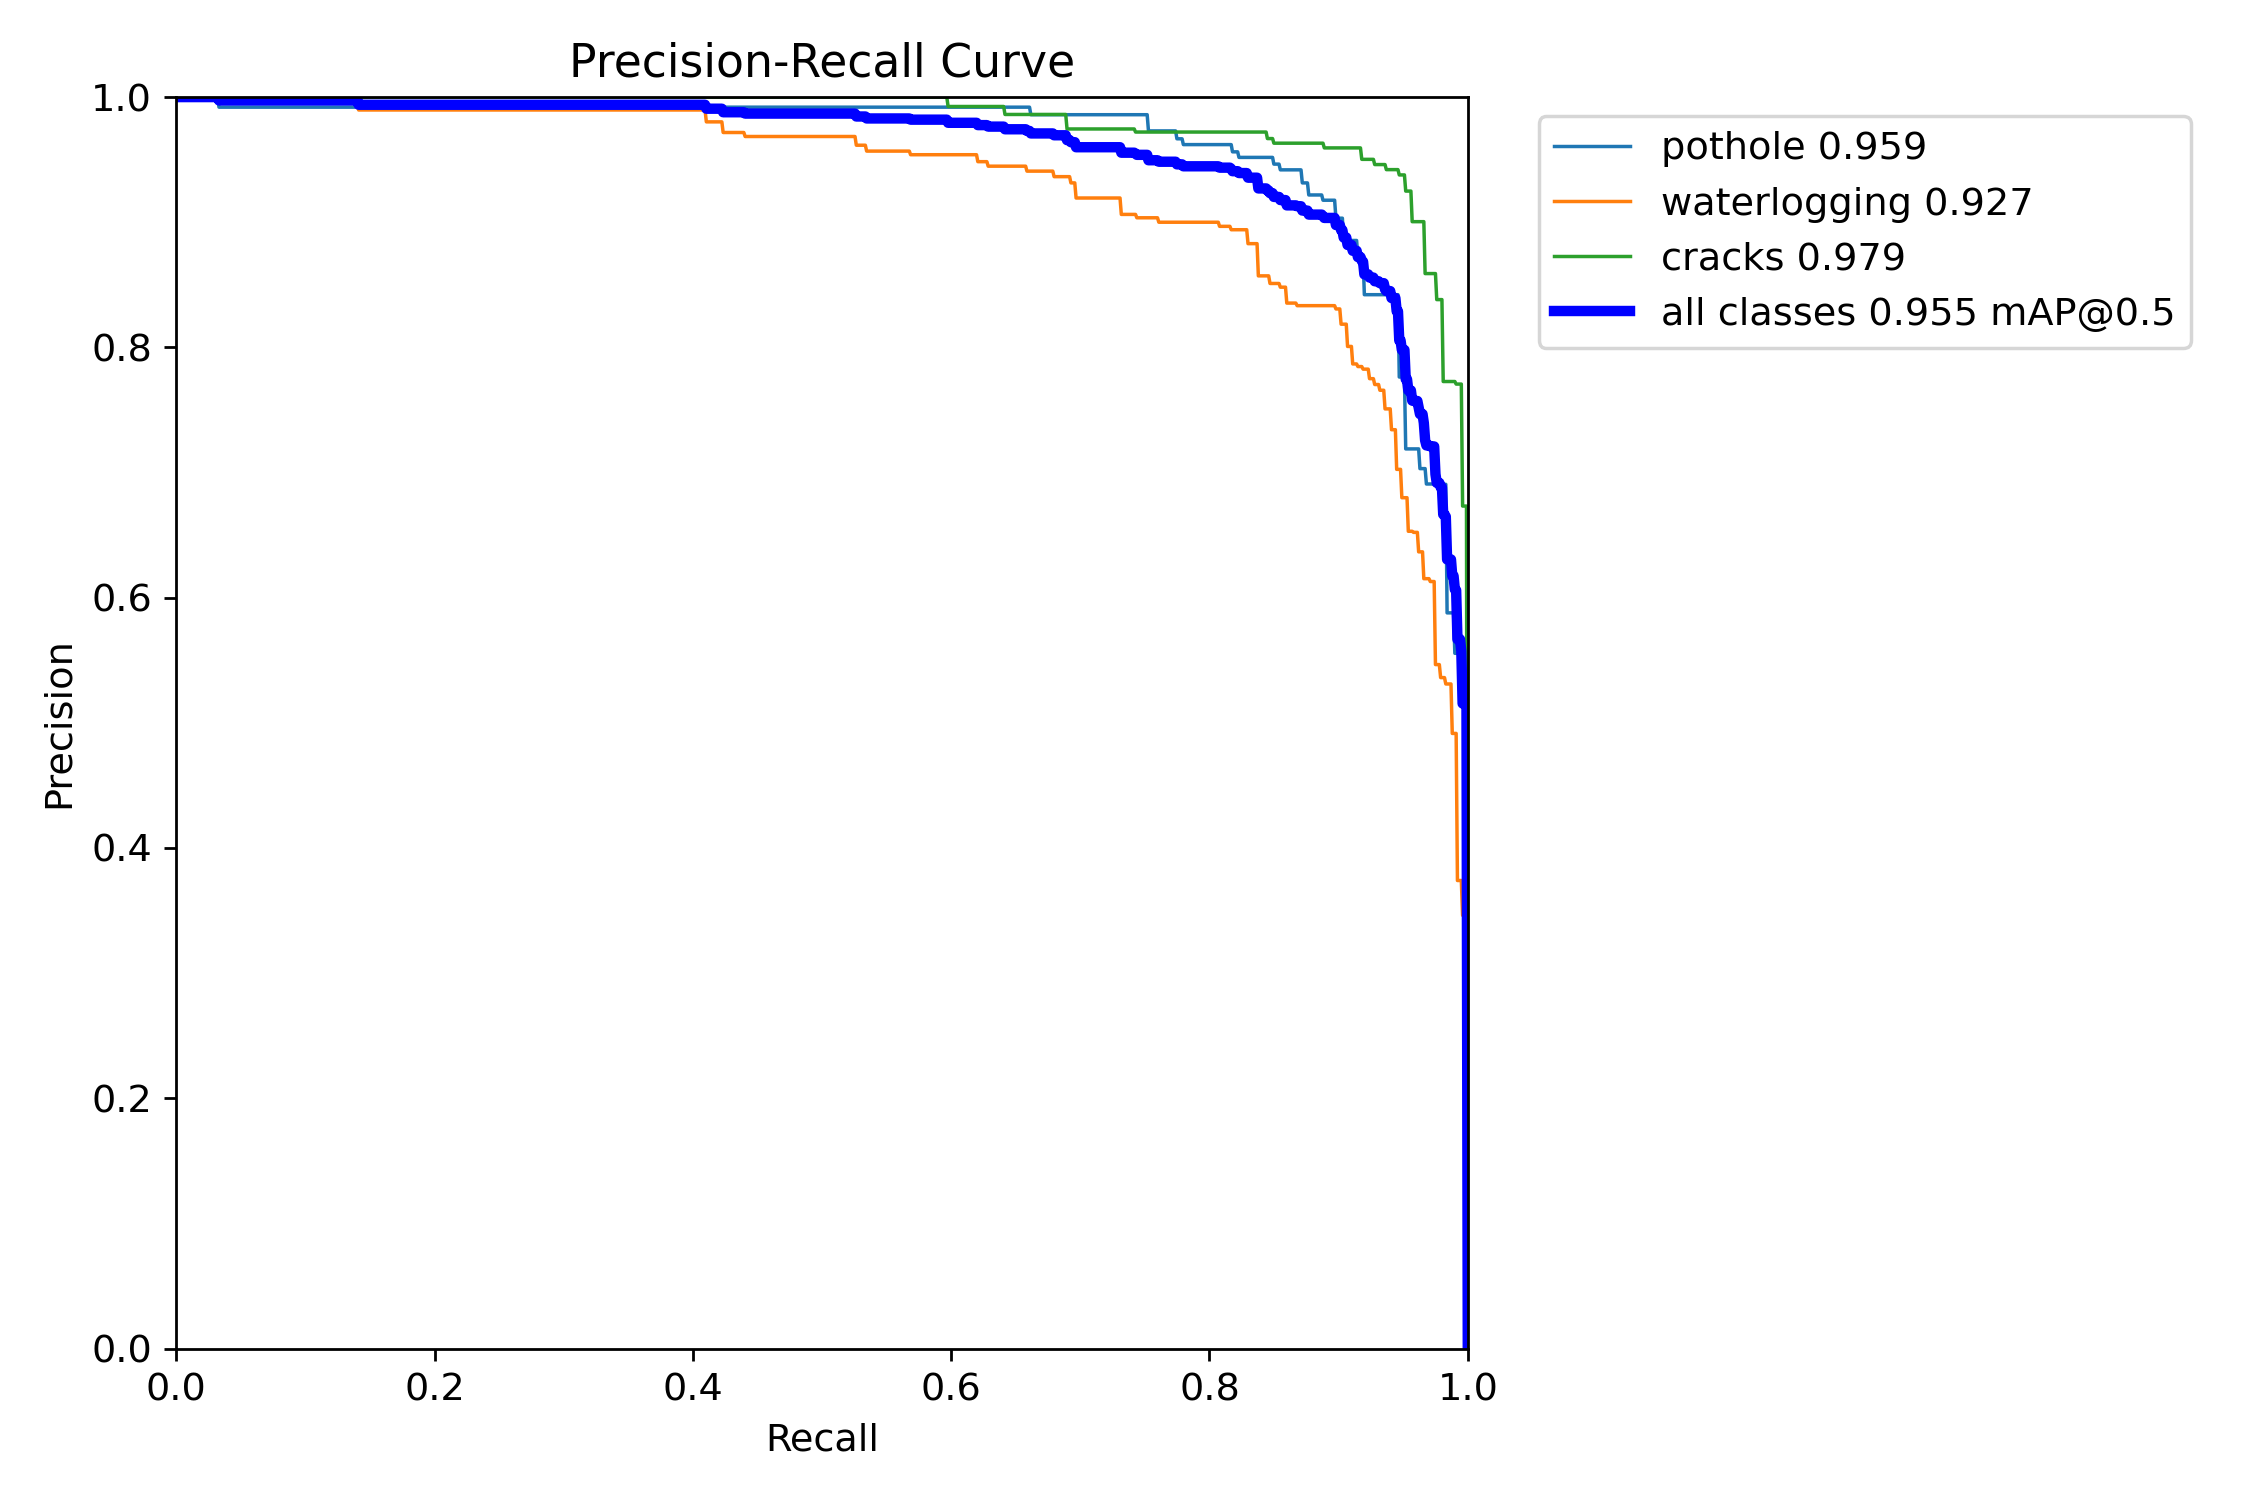 Precision-Recall Curve
1.0
0.8
0.6
0.4
0.2
0.0
Precision
0.0 0.2 0.4 0.6 0.8 1.0
Recall
pothole 0.959
waterlogging 0.927
cracks 0.979
all classes 0.955 mAP@0.5